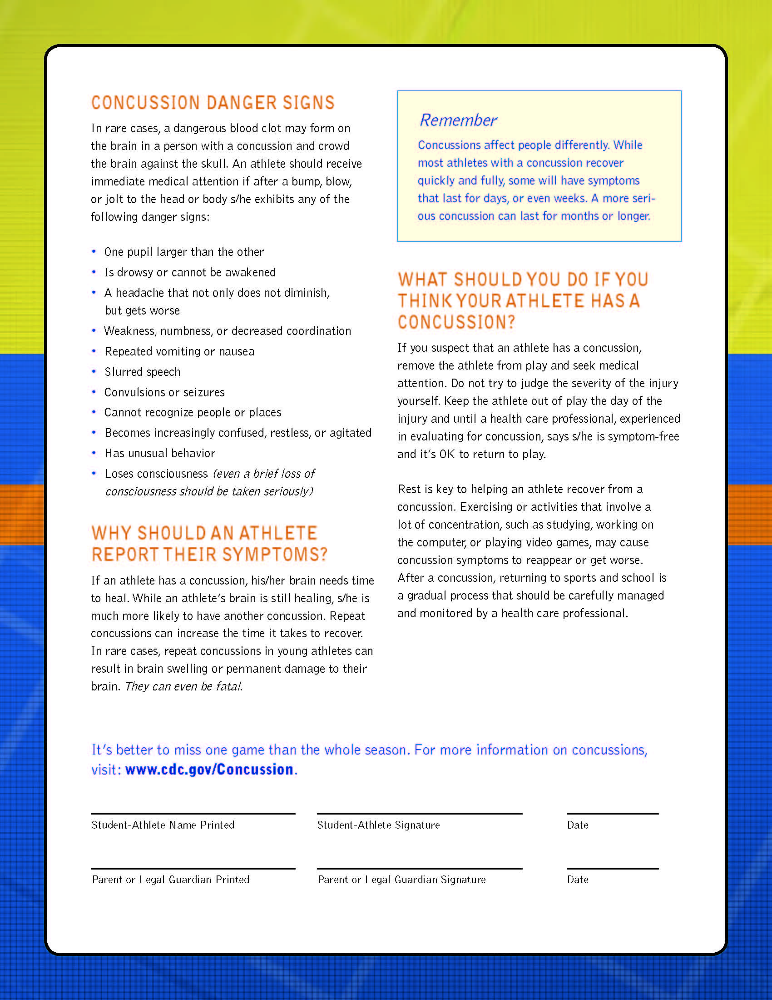 CONCUSSION DANGER SIGNS
In rare cases, a dangerous blood clot may form on
the brain in a person with a concussion and crowd
the brain against the skull. An athlete should receive
immediate medical attention if after a bump, blow,
or jolt to the head or body s/he exhibits any of the
following danger signs:
• One pupil larger than the other
• Is drowsy or cannot be awakened
• A headache that not only does not diminish,
but gets worse
• Weakness, numbness, or decreased coordination
• Repeated vomiting or nausea
• Slurred speech
• Convulsions or seizures
• Cannot recognize people or places
• Becomes increasingly confused, restless, or agitated
• Has unusual behavior
• Loses consciousness (even a brief loss of
consciousness should be taken seriously)
WHY SHOULD AN ATHLETE
REPORT THEIR SYMPTOMS?
If an athlete has a concussion, his/her brain needs time
to heal. While an athlete's brain is still healing, s/he is
much more likely to have another concussion. Repeat
concussions can increase the time it takes to recover.
In rare cases, repeat concussions in young athletes can
result in brain swelling or permanent damage to their
brain. They can even be fatal.
Remember
Concussions affect people differently. While
most athletes with a concussion recover
quickly and fully, some will have symptoms
that last for days, or even weeks. A more seri-
ous concussion can last for months or longer.
WHAT SHOULD YOU DO IF YOU
THINK YOUR ATHLETE HAS A
CONCUSSION?
If you suspect that an athlete has a concussion,
remove the athlete from play and seek medical
attention. Do not try to judge the severity of the injury
yourself. Keep the athlete out of play the day of the
injury and until a health care professional, experienced
in evaluating for concussion, says s/he is symptom-free
and it's OK to return to play.
Rest is key to helping an athlete recover from a
concussion. Exercising or activities that involve a
lot of concentration, such as studying, working on
the computer, or playing video games, may cause
concussion symptoms to reappear or get worse.
After a concussion, returning to sports and school is
a gradual process that should be carefully managed
and monitored by a health care professional.
It's better to miss one game than the whole season. For more information on concussions,
visit: www.cdc.gov/Concussion.
Student-Athlete Name Printed Student-Athlete Signature Date
Parent or Legal Guardian Printed Parent or Legal Guardian Signature Date